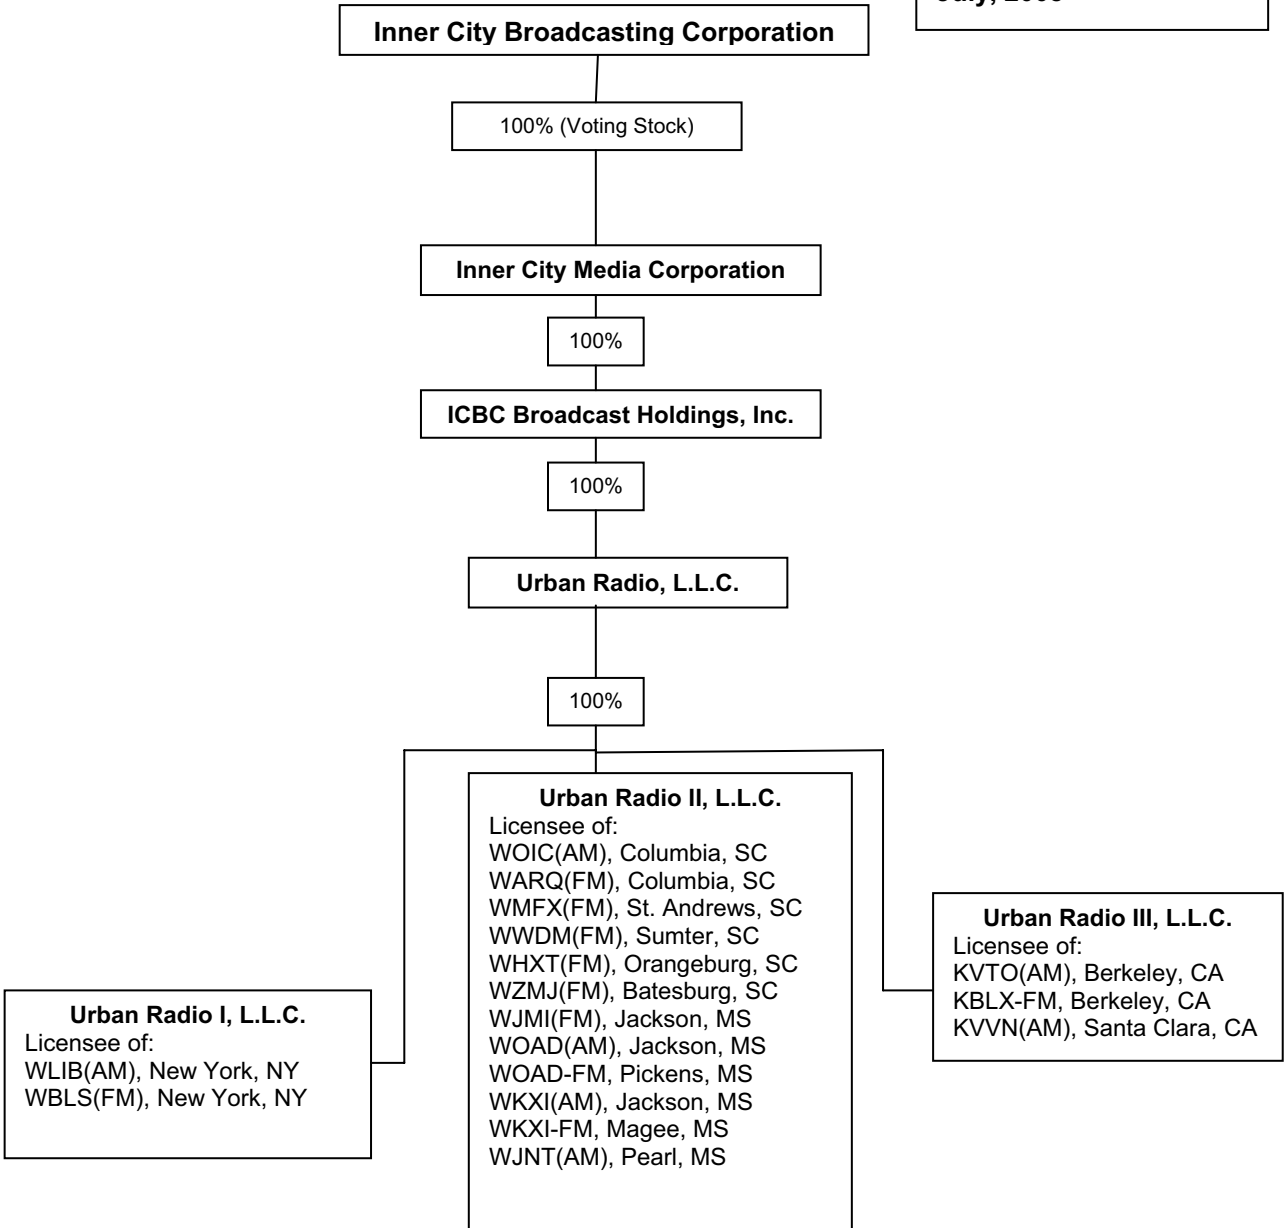 Inner City Broadcasting Corporation
100% (Voting Stock)
Inner City Media Corporation
100%
ICBC Broadcast Holdings, Inc.
100%
Urban Radio, L.L.C.
100%
Urban Radio I, L.L.C.
Licensee of:
WLIB(AM), New York, NY
WBLS(FM), New York, NY
Urban Radio II, L.L.C.
Licensee of:
WOIC(AM), Columbia, SC
WARQ(FM), Columbia, SC
WMFX(FM), St. Andrews, SC
WWDM(FM), Sumter, SC
WHXT(FM), Orangeburg, SC
WZMJ(FM), Batesburg, SC
WJMI(FM), Jackson, MS
WOAD(AM), Jackson, MS
WOAD-FM, Pickens, MS
WKXI(AM), Jackson, MS
WKXI-FM, Magee, MS
WJNT(AM), Pearl, MS
Urban Radio III, L.L.C.
Licensee of:
KVTO(AM), Berkeley, CA
KBLX-FM, Berkeley, CA
KVVN(AM), Santa Clara, CA